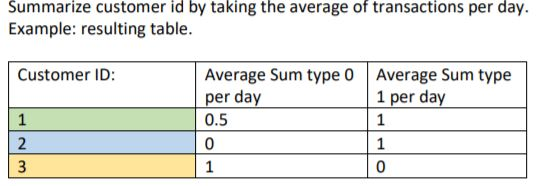 Summarize customer id by taking the average of transactions per day.
Example: resulting table.
Customer ID:
Average Sum type 0
per day
Average Sum type
1 per day
1
0.5
1
2
0
1
3
1
0